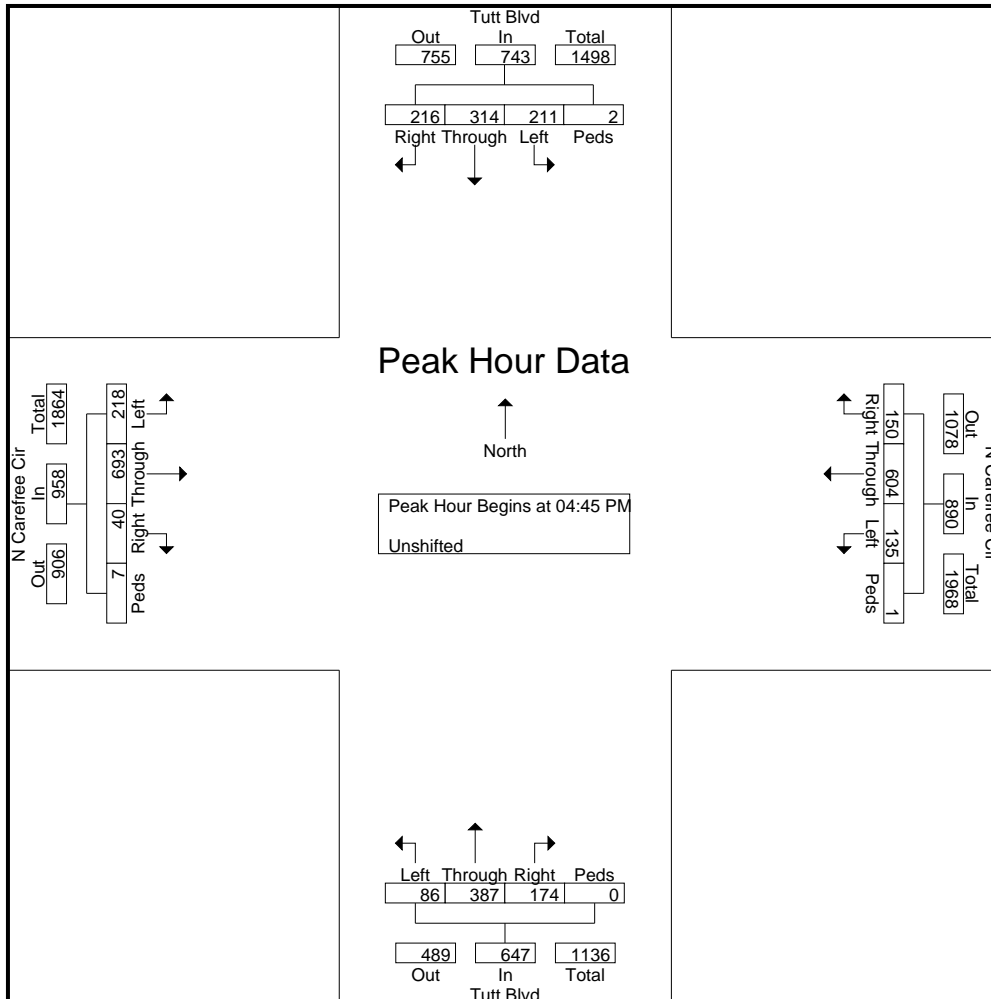 Tutt Blvd
Out In Total
755 743 1498
216 314 211 2
Right Through Left Peds
Peak Hour Data
North
Peak Hour Begins at 04:45 PM
Unshifted
N Carefree Cir
Total In Out
1864 958 906
218 693 40 7
Left Through Right Peds
150 604 135 1
Right Through Left Peds
Out In Total
1078 890 1968
N Carefree Cir
Left Through Right Peds
86 387 174 0
489 647 1136
Out In Total
Tutt Blvd